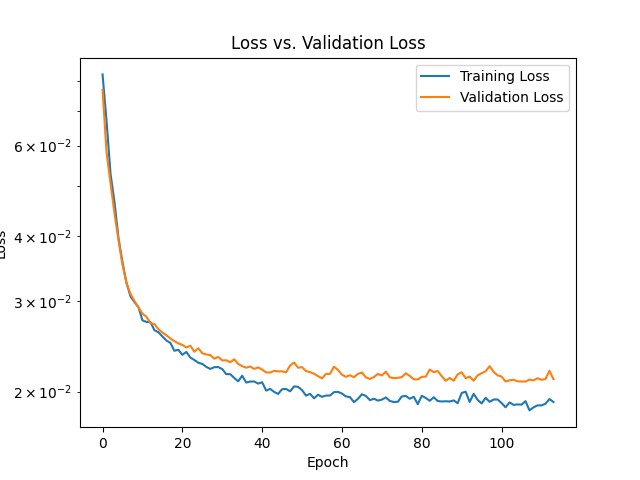 Loss vs. Validation Loss
Training Loss
Validation Loss
6 × 10⁻²
4 × 10⁻²
3 × 10⁻²
2 × 10⁻²
Loss
0 20 40 60 80 100
Epoch